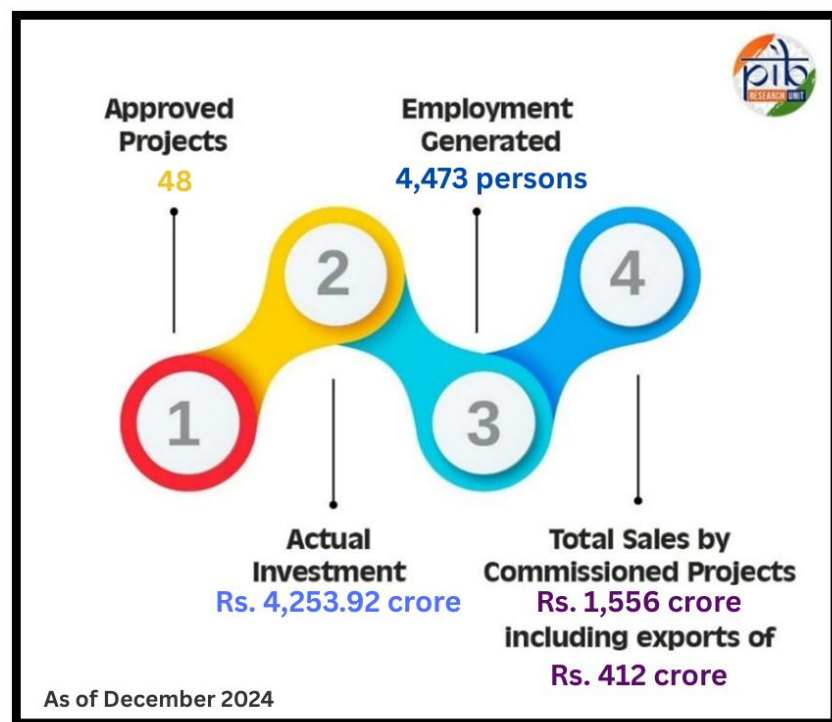 pib
RESEARCH UNIT
Approved
Projects
48
Employment
Generated
4,473 persons
1
2
3
4
Actual
Investment
Rs. 4,253.92 crore
Total Sales by
Commissioned Projects
Rs. 1,556 crore
including exports of
Rs. 412 crore
As of December 2024